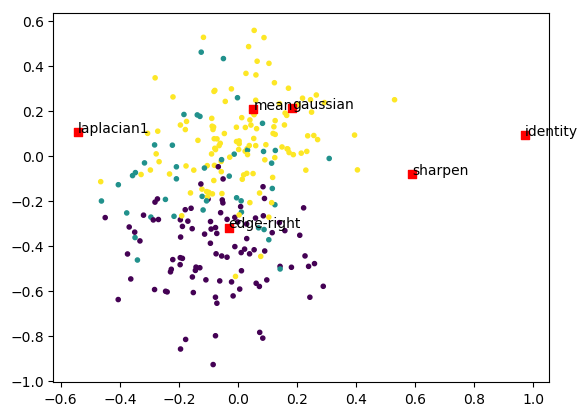 0.6
0.4
0.2
0.0
−0.2
−0.4
−0.6
−0.8
−1.0
laplacian1
mean
gaussian
identity
sharpen
edge-right
−0.6 −0.4 −0.2 0.0 0.2 0.4 0.6 0.8 1.0